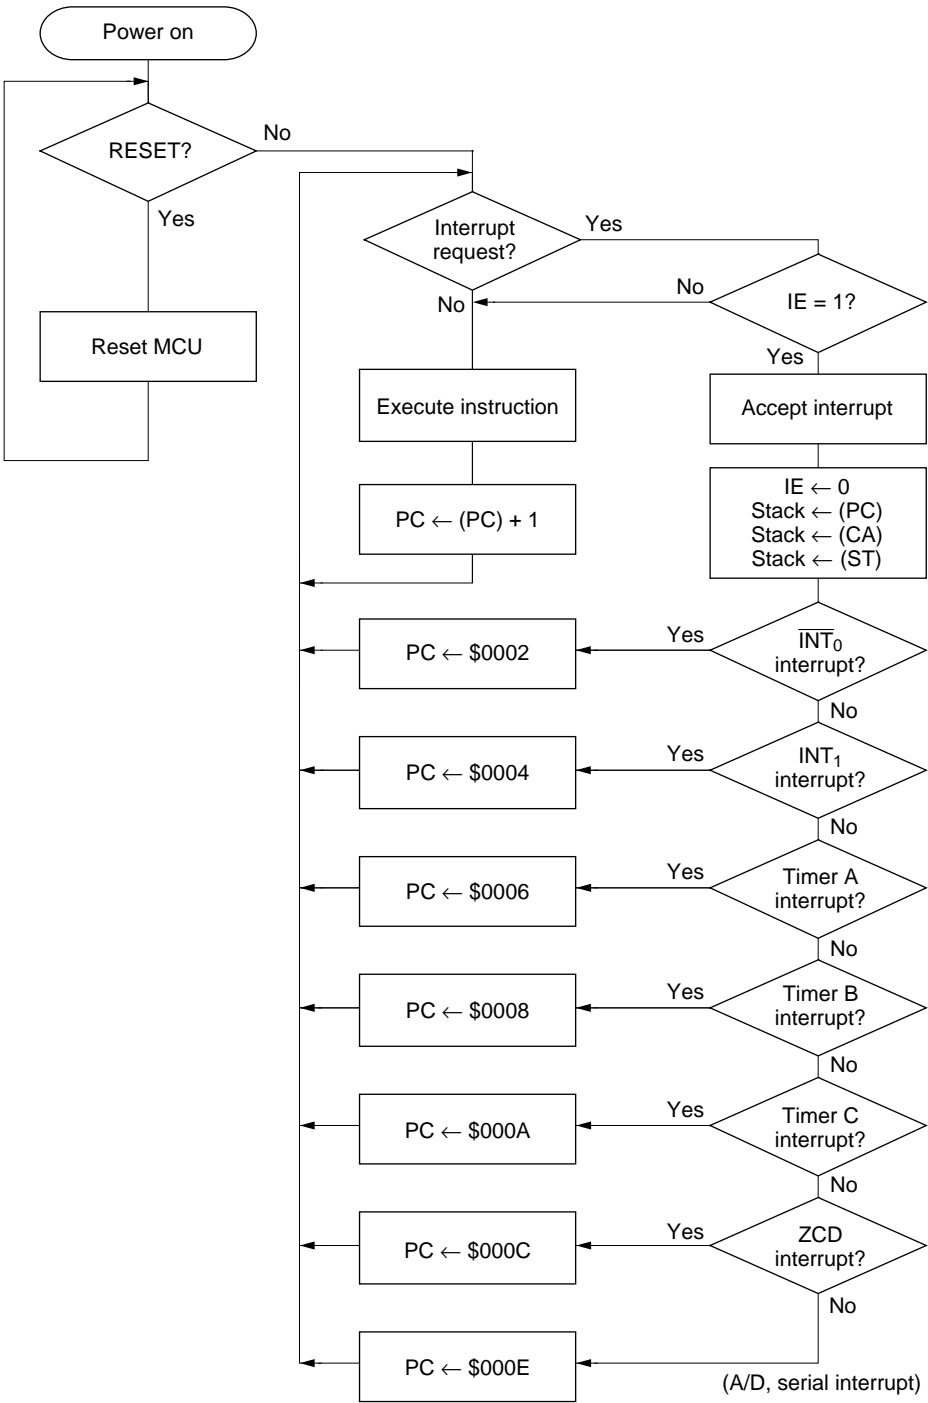 Power on
RESET?
No
Yes
Reset MCU
Interrupt
request?
Yes
No
IE = 1?
No
Yes
Execute instruction
PC ← (PC) + 1
Accept interrupt
IE ← 0
Stack ← (PC)
Stack ← (CA)
Stack ← (ST)
I̅N̅T̅₀
interrupt?
Yes
PC ← $0002
No
INT₁
interrupt?
Yes
PC ← $0004
No
Timer A
interrupt?
Yes
PC ← $0006
No
Timer B
interrupt?
Yes
PC ← $0008
No
Timer C
interrupt?
Yes
PC ← $000A
No
ZCD
interrupt?
Yes
PC ← $000C
No
PC ← $000E
(A/D, serial interrupt)